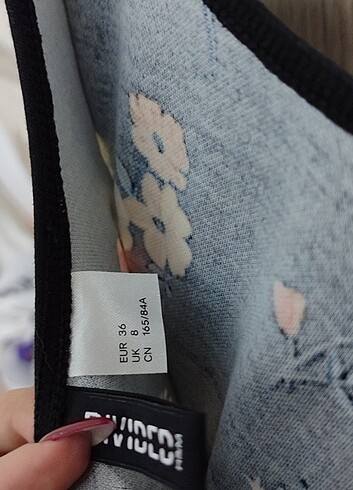 EUR 36
UK 8
CN 165/84A
DIVIDED
H&M